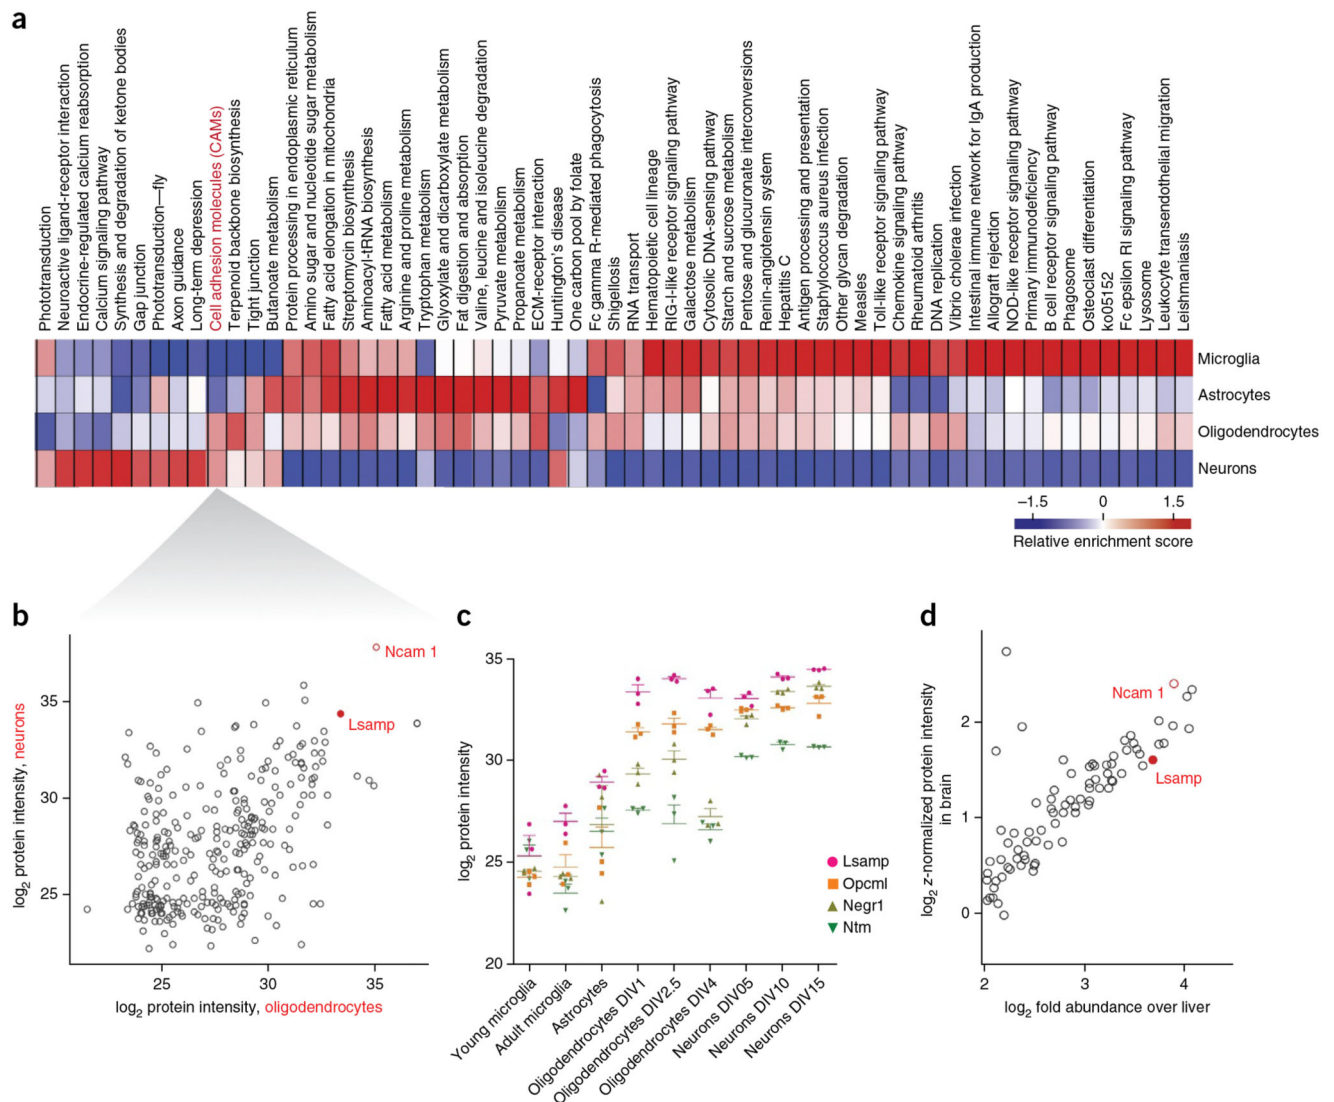 a
Phototransduction
Neuroactive ligand-receptor interaction
Endocrine-regulated calcium reabsorption
Calcium signaling pathway
Synthesis and degradation of ketone bodies
Gap junction
Phototransduction—fly
Axon guidance
Long-term depression
Cell adhesion molecules (CAMs)
Terpenoid backbone biosynthesis
Tight junction
Butanoate metabolism
Protein processing in endoplasmic reticulum
Amino sugar and nucleotide sugar metabolism
Fatty acid elongation in mitochondria
Streptomycin biosynthesis
Aminoacyl-tRNA biosynthesis
Fatty acid metabolism
Arginine and proline metabolism
Tryptophan metabolism
Glyoxylate and dicarboxylate metabolism
Fat digestion and absorption
Valine, leucine and isoleucine degradation
Pyruvate metabolism
Propanoate metabolism
ECM-receptor interaction
Huntington's disease
One carbon pool by folate
Fc gamma R-mediated phagocytosis
Shigellosis
RNA transport
Hematopoietic cell lineage
RIG-I-like receptor signaling pathway
Galactose metabolism
Cytosolic DNA-sensing pathway
Starch and sucrose metabolism
Pentose and glucuronate interconversions
Renin-angiotensin system
Hepatitis C
Antigen processing and presentation
Staphylococcus aureus infection
Other glycan degradation
Measles
Toll-like receptor signaling pathway
Chemokine signaling pathway
Rheumatoid arthritis
DNA replication
Vibrio cholerae infection
Intestinal immune network for IgA production
Allograft rejection
NOD-like receptor signaling pathway
Primary immunodeficiency
B cell receptor signaling pathway
Phagosome
Osteoclast differentiation
ko05152
Fc epsilon RI signaling pathway
Lysosome
Leukocyte transendothelial migration
Leishmaniasis
Microglia
Astrocytes
Oligodendrocytes
Neurons
−1.5 0 1.5
Relative enrichment score
b
log2 protein intensity, neurons
35
30
25
Ncam 1
Lsamp
25 30 35
log2 protein intensity, oligodendrocytes
c
log2 protein intensity
35
30
25
20
Lsamp
Opcml
Negr1
Ntm
Young microglia
Adult microglia
Astrocytes
Oligodendrocytes DIV1
Oligodendrocytes DIV2.5
Oligodendrocytes DIV4
Neurons DIV05
Neurons DIV10
Neurons DIV15
d
log2 z-normalized protein intensity
in brain
2
1
0
Ncam 1
Lsamp
2 3 4
log2 fold abundance over liver